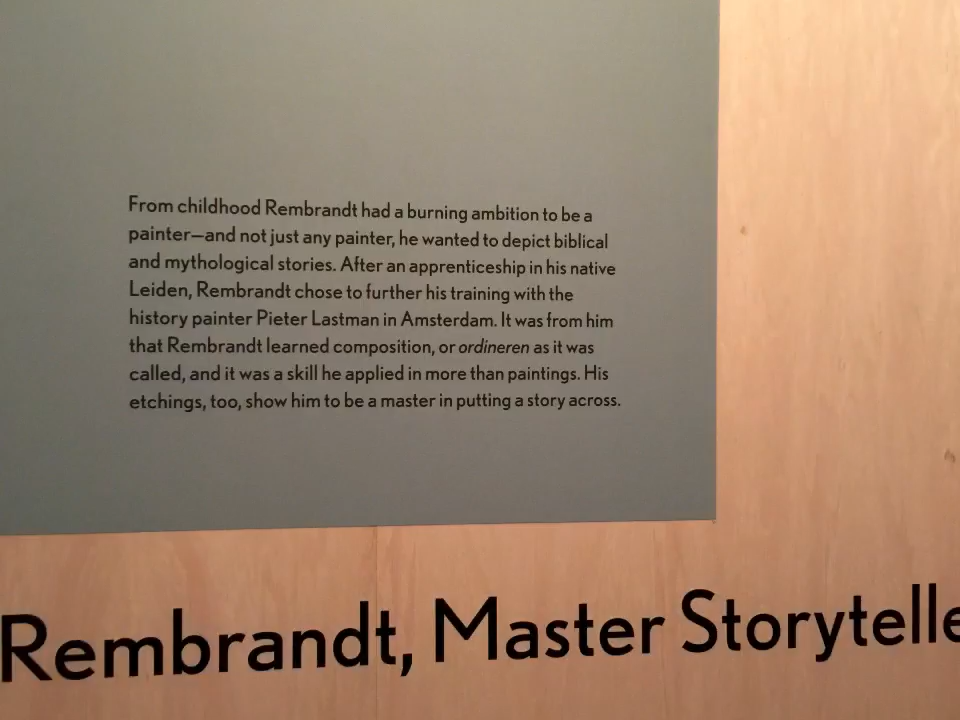 From childhood Rembrandt had a burning ambition to be a
painter—and not just any painter, he wanted to depict biblical
and mythological stories. After an apprenticeship in his native
Leiden, Rembrandt chose to further his training with the
history painter Pieter Lastman in Amsterdam. It was from him
that Rembrandt learned composition, or ordineren as it was
called, and it was a skill he applied in more than paintings. His
etchings, too, show him to be a master in putting a story across.
Rembrandt, Master Storytelle